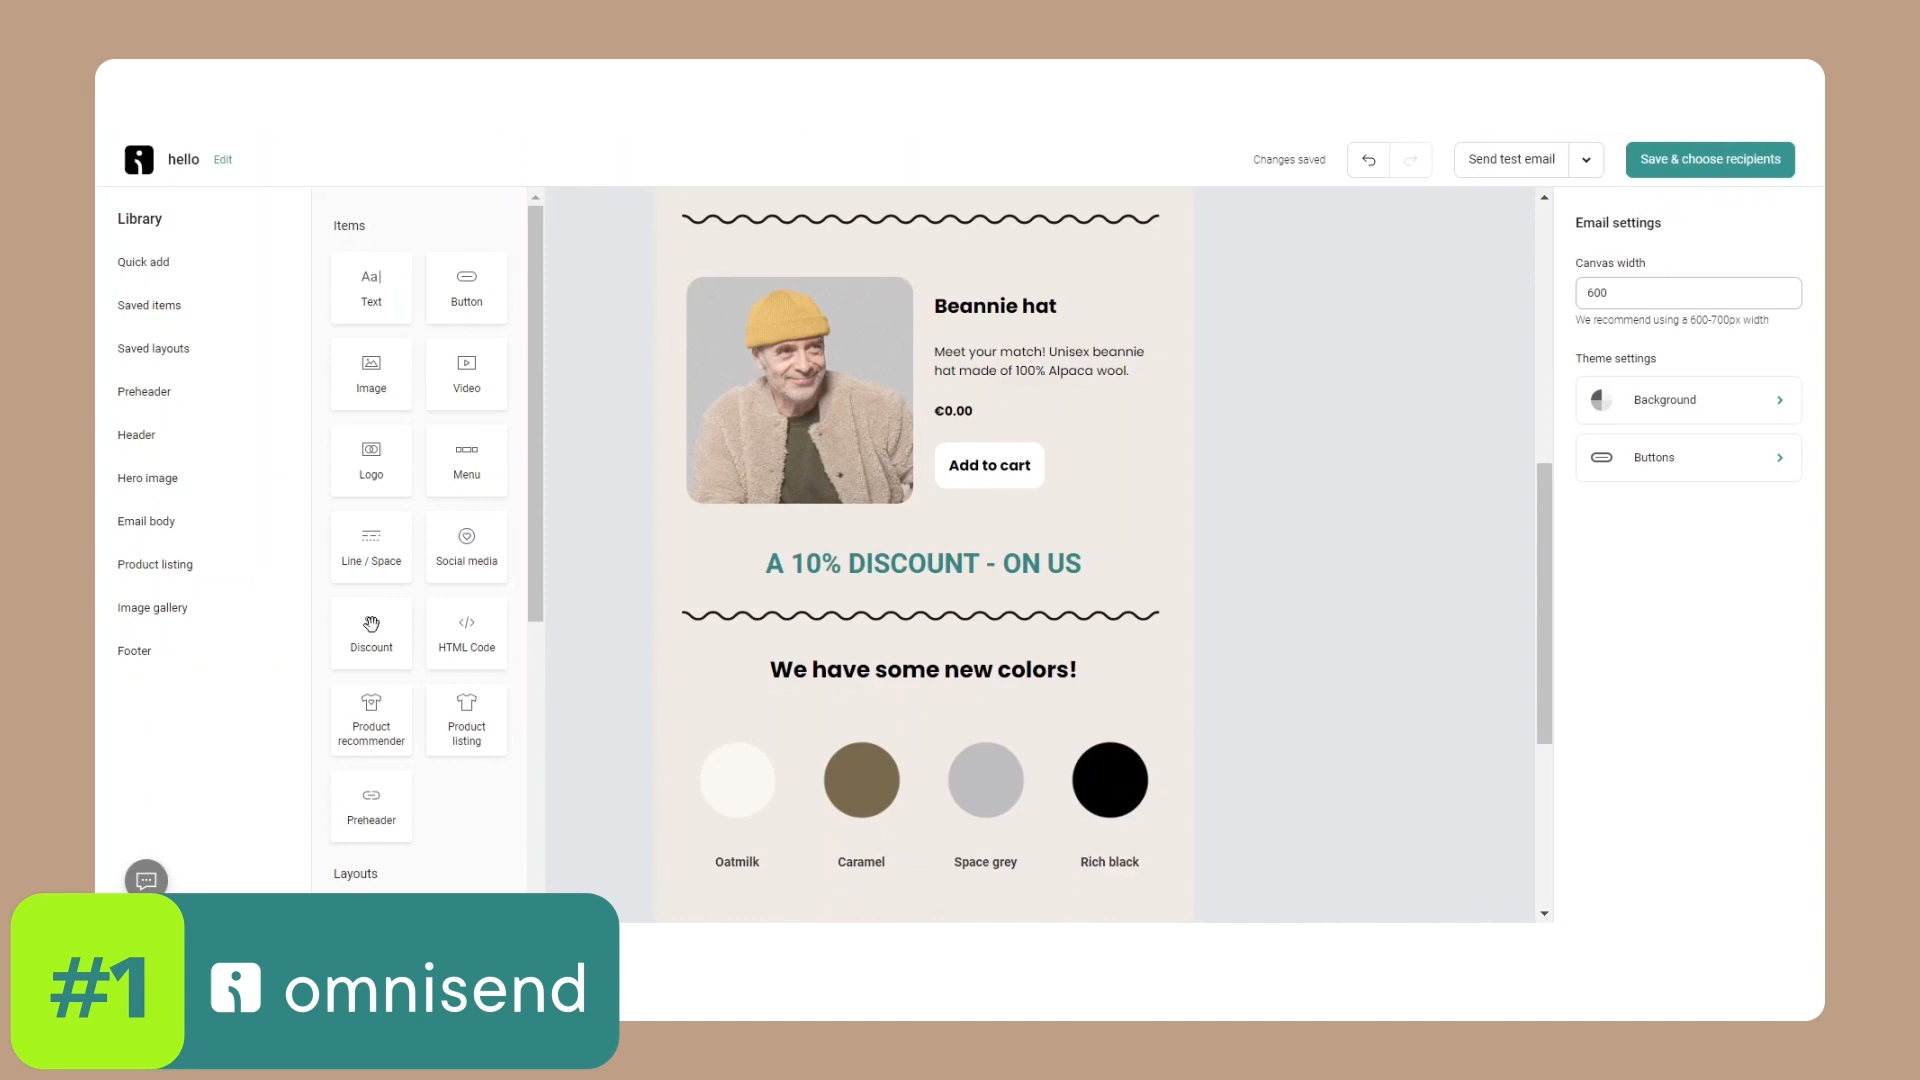 hello Edit
Changes saved
Send test email
Save & choose recipients
Library
Quick add
Saved items
Saved layouts
Preheader
Header
Hero image
Email body
Product listing
Image gallery
Footer
Items
Aa|
Text
Button
Image
Video
Logo
Menu
Line / Space
Social media
Discount
</>
HTML Code
Product
recommender
Product
listing
Preheader
Layouts
Beannie hat
Meet your match! Unisex beannie
hat made of 100% Alpaca wool.
€0.00
Add to cart
A 10% DISCOUNT - ON US
We have some new colors!
Oatmilk
Caramel
Space grey
Rich black
Email settings
Canvas width
600
We recommend using a 600-700px width
Theme settings
Background
Buttons
#1
omnisend